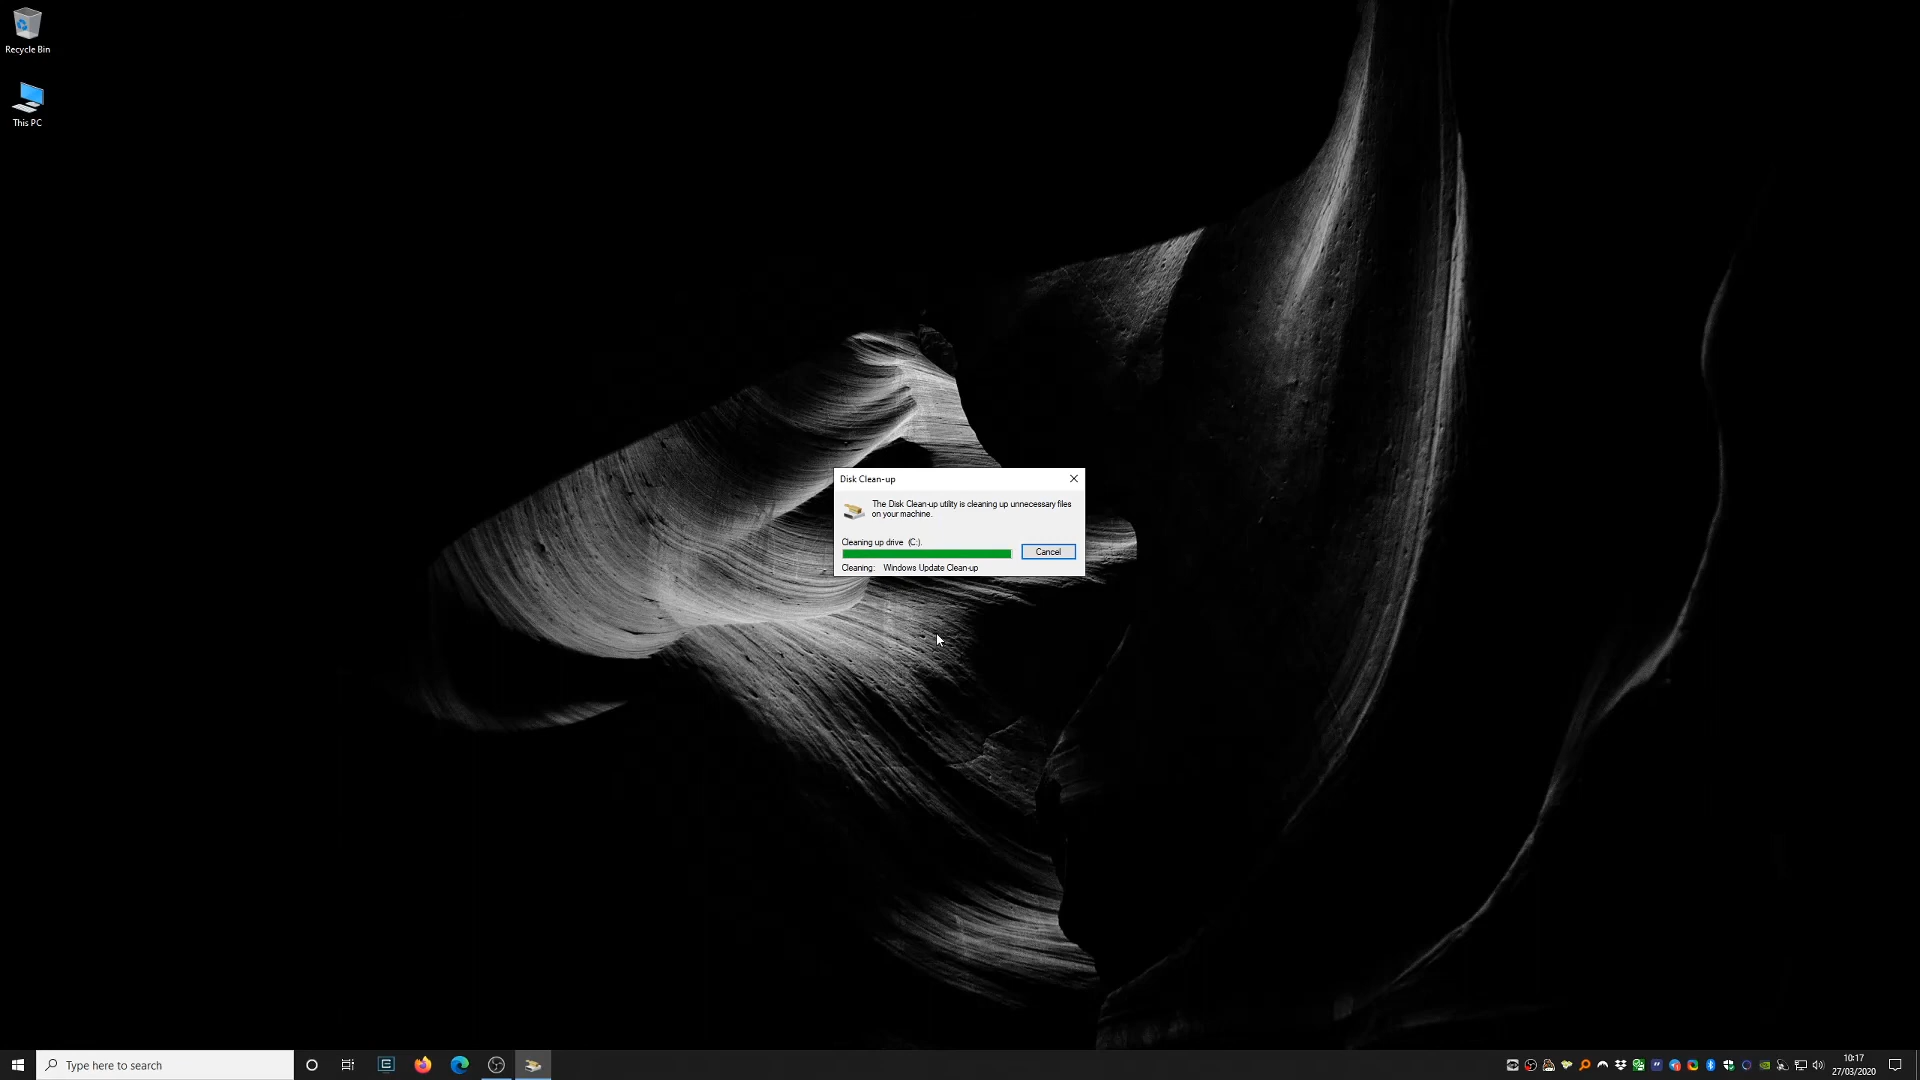 Recycle Bin
This PC
Disk Clean-up
The Disk Clean-up utility is cleaning up unnecessary files
on your machine.
Cleaning up drive (C:).
Cancel
Cleaning: Windows Update Clean-up
Type here to search
10:17
27/03/2020